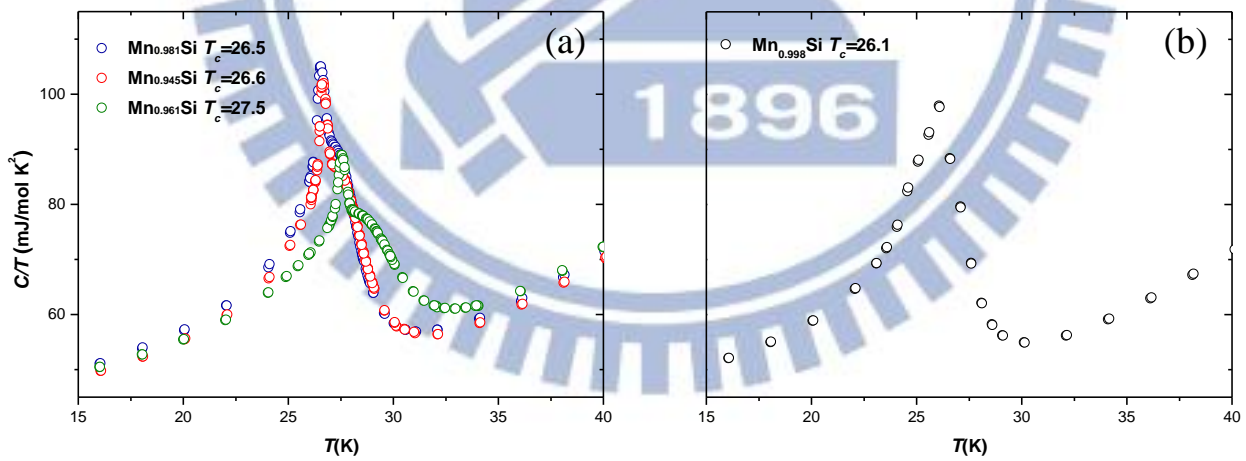 (a)
Mn0.981Si Tc=26.5
Mn0.945Si Tc=26.6
Mn0.961Si Tc=27.5
C/T (mJ/mol K2)
100
80
60
15 20 25 30 35 40
T(K)
(b)
Mn0.998Si Tc=26.1
15 20 25 30 35 40
T(K)
1896